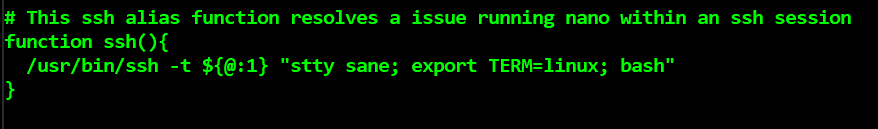 # This ssh alias function resolves a issue running nano within an ssh session
function ssh(){
  /usr/bin/ssh -t ${@:1} "stty sane; export TERM=linux; bash"
}